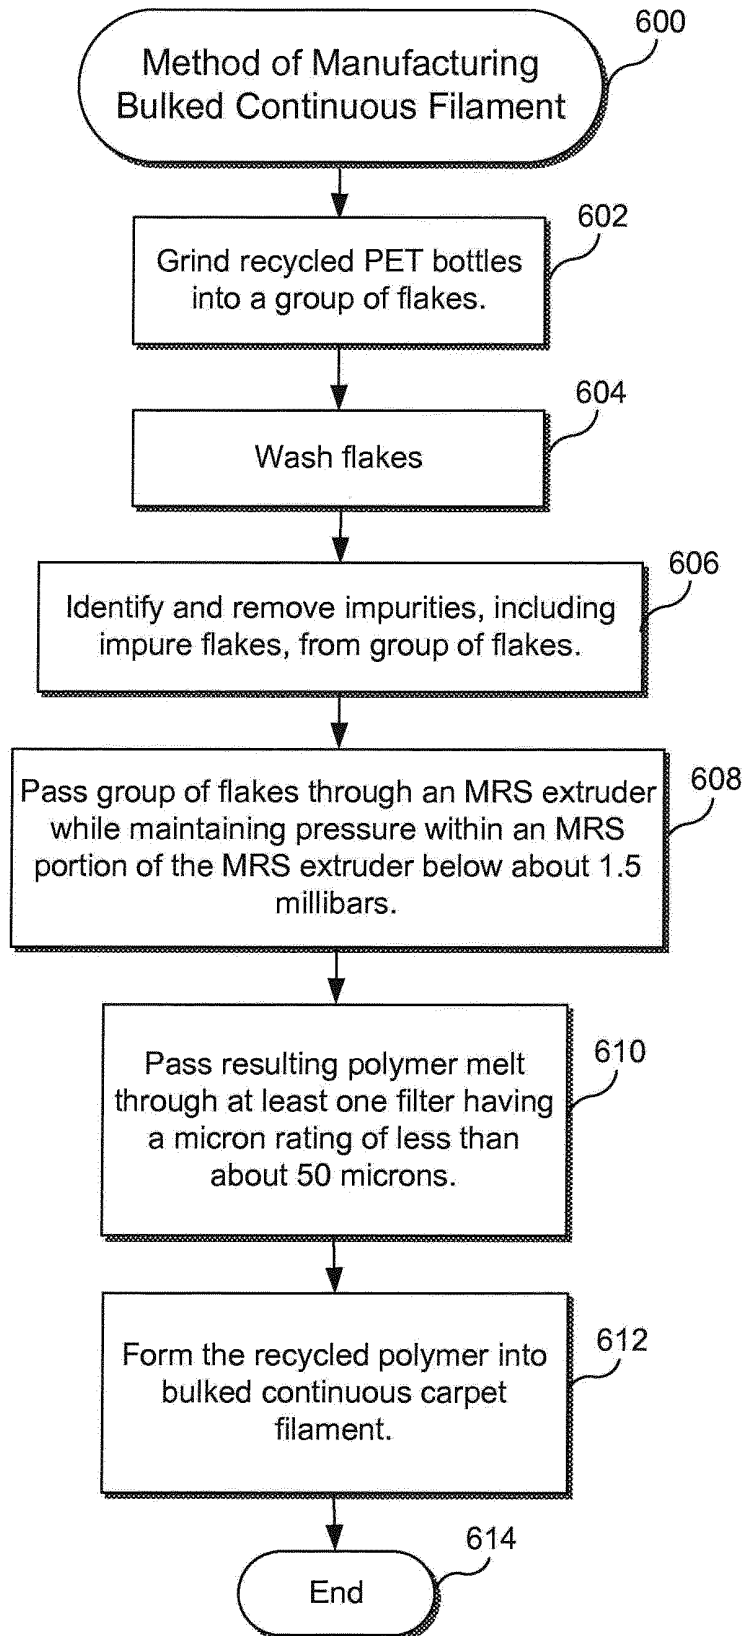 600
Method of Manufacturing
Bulked Continuous Filament
602
Grind recycled PET bottles
into a group of flakes.
604
Wash flakes
606
Identify and remove impurities, including
impure flakes, from group of flakes.
608
Pass group of flakes through an MRS extruder
while maintaining pressure within an MRS
portion of the MRS extruder below about 1.5
millibars.
610
Pass resulting polymer melt
through at least one filter having
a micron rating of less than
about 50 microns.
612
Form the recycled polymer into
bulked continuous carpet
filament.
614
End